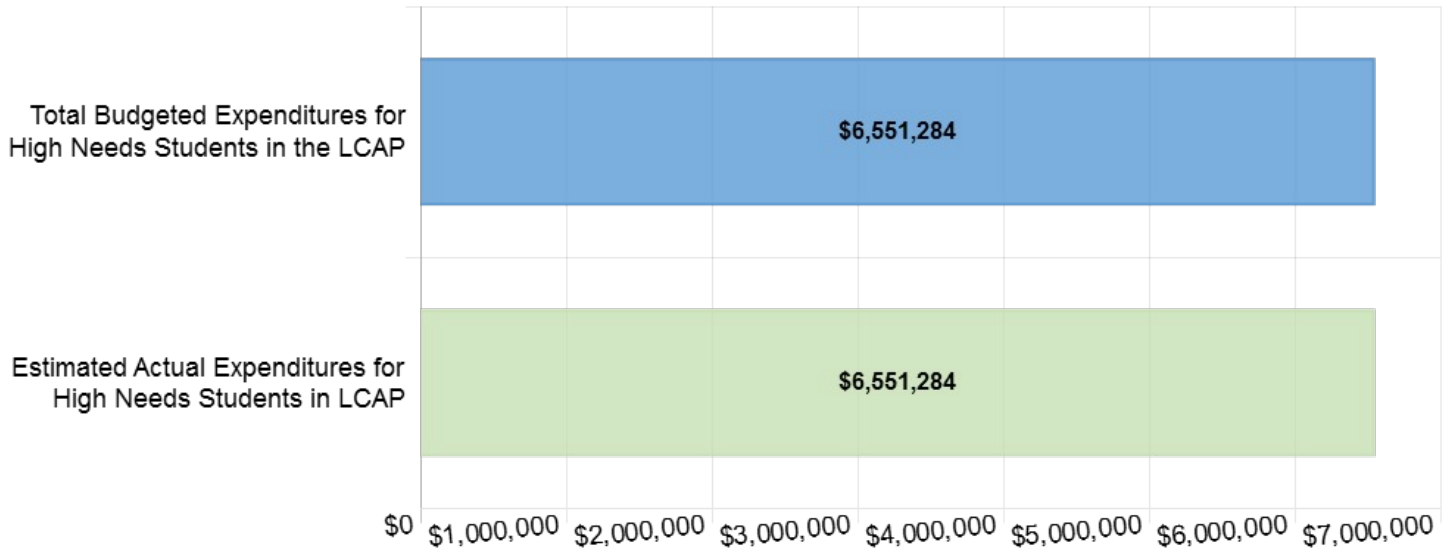 Total Budgeted Expenditures for
High Needs Students in the LCAP
$6,551,284
Estimated Actual Expenditures for
High Needs Students in LCAP
$6,551,284
$0 $1,000,000 $2,000,000 $3,000,000 $4,000,000 $5,000,000 $6,000,000 $7,000,000